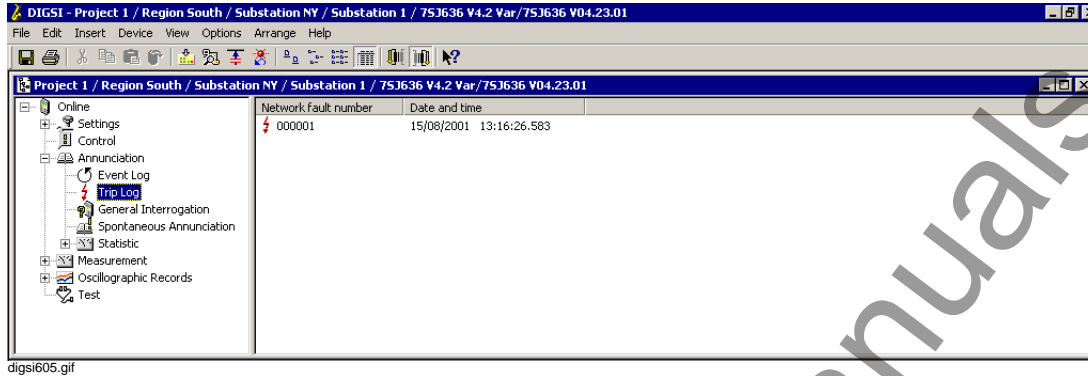 DIGSI - Project 1 / Region South / Substation NY / Substation 1 / 7SJ636 V4.2 Var/7SJ636 V04.23.01
File Edit Insert Device View Options Arrange Help
Project 1 / Region South / Substation NY / Substation 1 / 7SJ636 V4.2 Var/7SJ636 V04.23.01
Online
Settings
Control
Annunciation
Event Log
Trip Log
General Interrogation
Spontaneous Annunciation
Statistic
Measurement
Oscillographic Records
Test
Network fault number Date and time
000001 15/08/2001 13:16:26.583
digsi605.gif
nuals